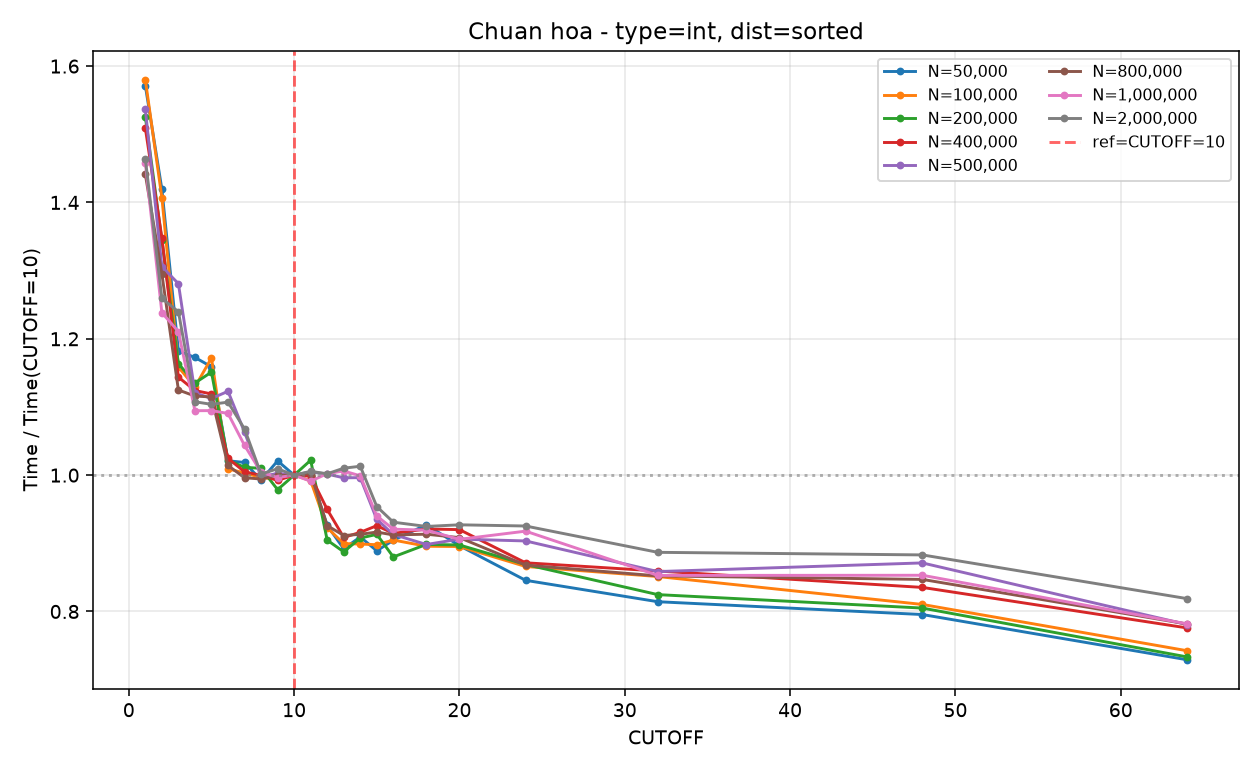 Chuan hoa - type=int, dist=sorted
1.6
1.4
1.2
1.0
0.8
Time / Time(CUTOFF=10)
N=50,000
N=100,000
N=200,000
N=400,000
N=500,000
N=800,000
N=1,000,000
N=2,000,000
ref=CUTOFF=10
0 10 20 30 40 50 60
CUTOFF